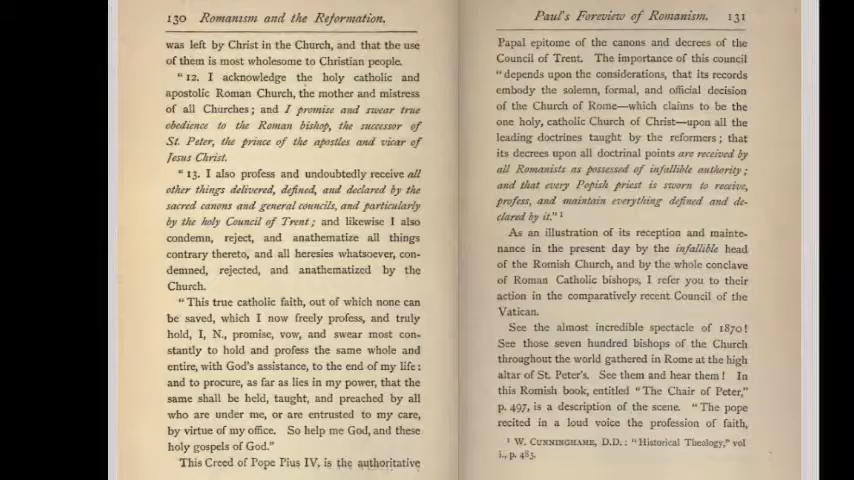 130 Romanism and the Reformation.
was left by Christ in the Church, and that the use
of them is most wholesome to Christian people.
"12. I acknowledge the holy catholic and
apostolic Roman Church, the mother and mistress
of all Churches; and I promise and swear true
obedience to the Roman bishop, the successor of
St. Peter, the prince of the apostles and vicar of
Jesus Christ.
"13. I also profess and undoubtedly receive all
other things delivered, defined, and declared by the
sacred canons and general councils, and particularly
by the holy Council of Trent; and likewise I also
condemn, reject, and anathematize all things
contrary thereto, and all heresies whatsoever, con-
demned, rejected, and anathematized by the
Church.
"This true catholic faith, out of which none can
be saved, which I now freely profess, and truly
hold, I, N., promise, vow, and swear most con-
stantly to hold and profess the same whole and
entire, with God's assistance, to the end of my life:
and to procure, as far as lies in my power, that the
same shall be held, taught, and preached by all
who are under me, or are entrusted to my care,
by virtue of my office. So help me God, and these
holy gospels of God."
This Creed of Pope Pius IV. is the authoritative
Paul's Foreview of Romanism. 131
Papal epitome of the canons and decrees of the
Council of Trent. The importance of this council
"depends upon the considerations, that its records
embody the solemn, formal, and official decision
of the Church of Rome—which claims to be the
one holy, catholic Church of Christ—upon all the
leading doctrines taught by the reformers; that
its decrees upon all doctrinal points are received by
all Romanists as possessed of infallible authority;
and that every Popish priest is sworn to receive,
profess, and maintain everything defined and de-
clared by it." 1
As an illustration of its reception and mainte-
nance in the present day by the infallible head
of the Romish Church, and by the whole conclave
of Roman Catholic bishops, I refer you to their
action in the comparatively recent Council of the
Vatican.
See the almost incredible spectacle of 1870!
See those seven hundred bishops of the Church
throughout the world gathered in Rome at the high
altar of St. Peter's. See them and hear them! In
this Romish book, entitled "The Chair of Peter,"
p. 497, is a description of the scene. "The pope
recited in a loud voice the profession of faith,
1 W. CUNNINGHAME, D.D.: "Historical Theology," vol
i., p. 483.